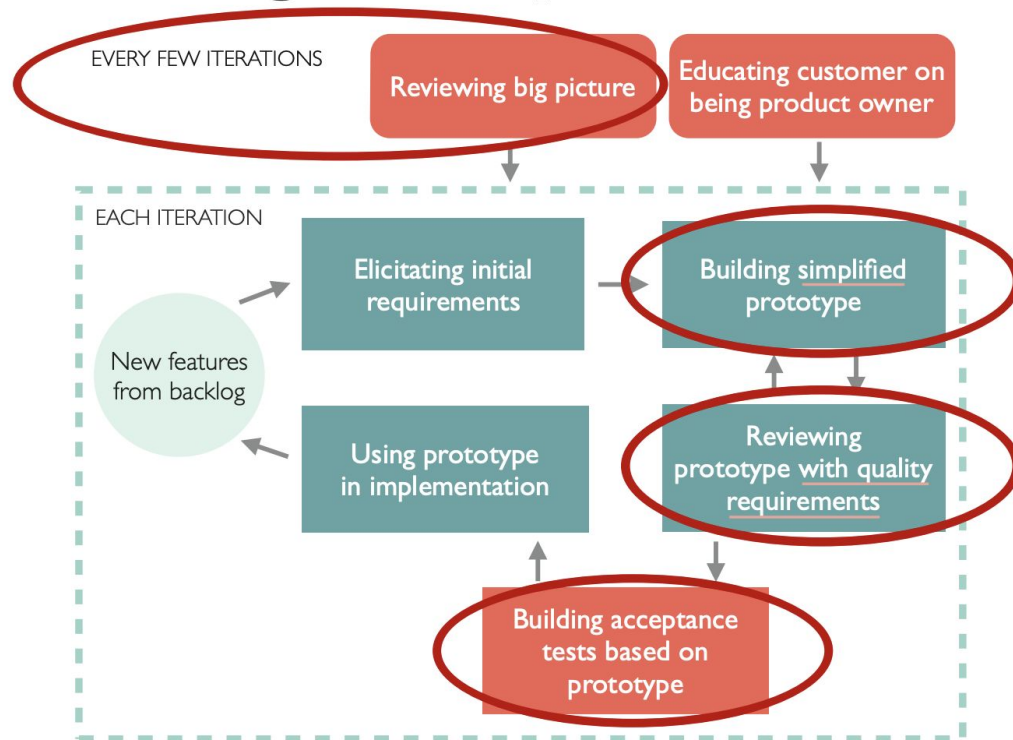 EVERY FEW ITERATIONS
Reviewing big picture
Educating customer on
being product owner
EACH ITERATION
Elicitating initial
requirements
Building simplified
prototype
New features
from backlog
Using prototype
in implementation
Reviewing
prototype with quality
requirements
Building acceptance
tests based on
prototype